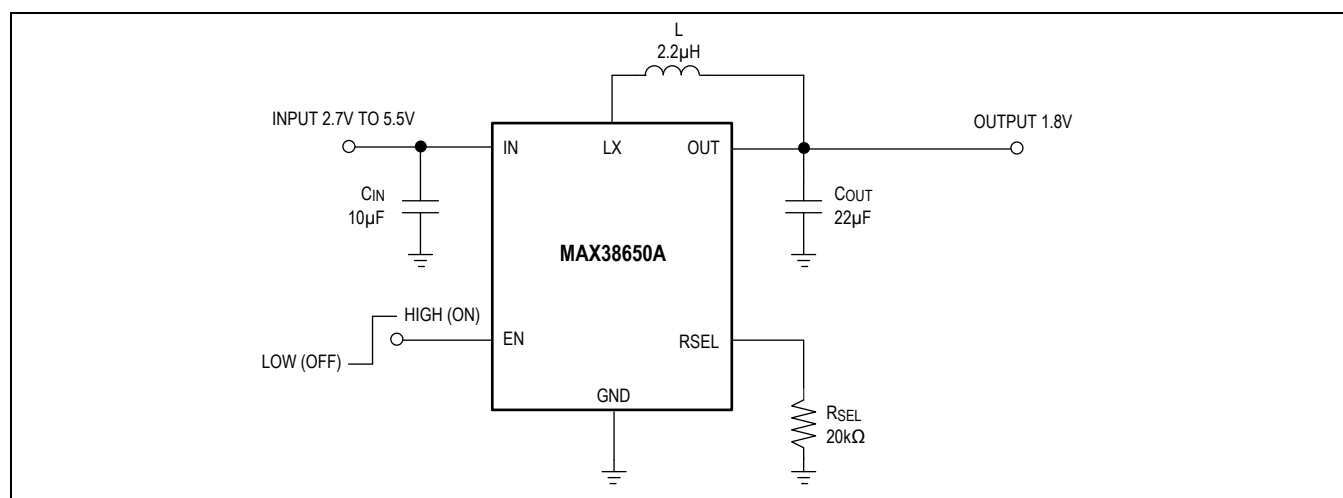 L
2.2µH
INPUT 2.7V TO 5.5V
OUTPUT 1.8V
IN
LX
OUT
CIN
10µF
COUT
22µF
MAX38650A
HIGH (ON)
LOW (OFF)
EN
RSEL
GND
RSEL
20kΩ